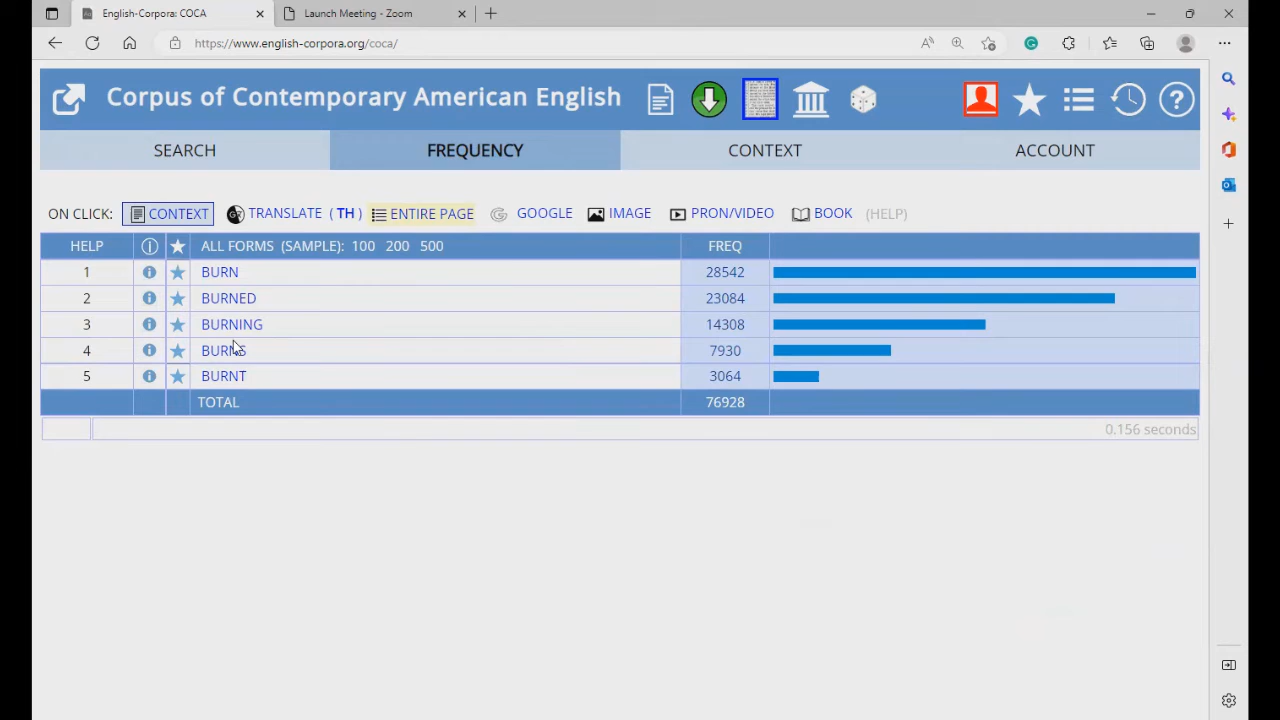 English-Corpora: COCA
Launch Meeting - Zoom
https://www.english-corpora.org/coca/
Corpus of Contemporary American English
SEARCH FREQUENCY CONTEXT ACCOUNT
ON CLICK: CONTEXT TRANSLATE ( TH ) ENTIRE PAGE GOOGLE IMAGE PRON/VIDEO BOOK (HELP)
HELP ALL FORMS (SAMPLE): 100 200 500 FREQ
1 BURN 28542
2 BURNED 23084
3 BURNING 14308
4 BURNS 7930
5 BURNT 3064
TOTAL 76928
0.156 seconds